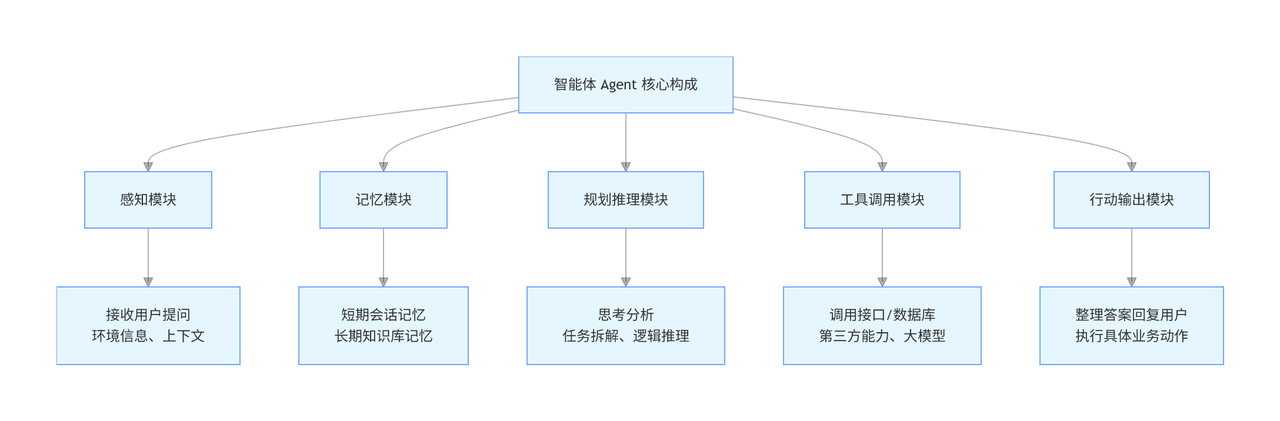 智能体 Agent 核心构成
感知模块
记忆模块
规划推理模块
工具调用模块
行动输出模块
接收用户提问
环境信息、上下文
短期会话记忆
长期知识库记忆
思考分析
任务拆解、逻辑推理
调用接口/数据库
第三方能力、大模型
整理答案回复用户
执行具体业务动作